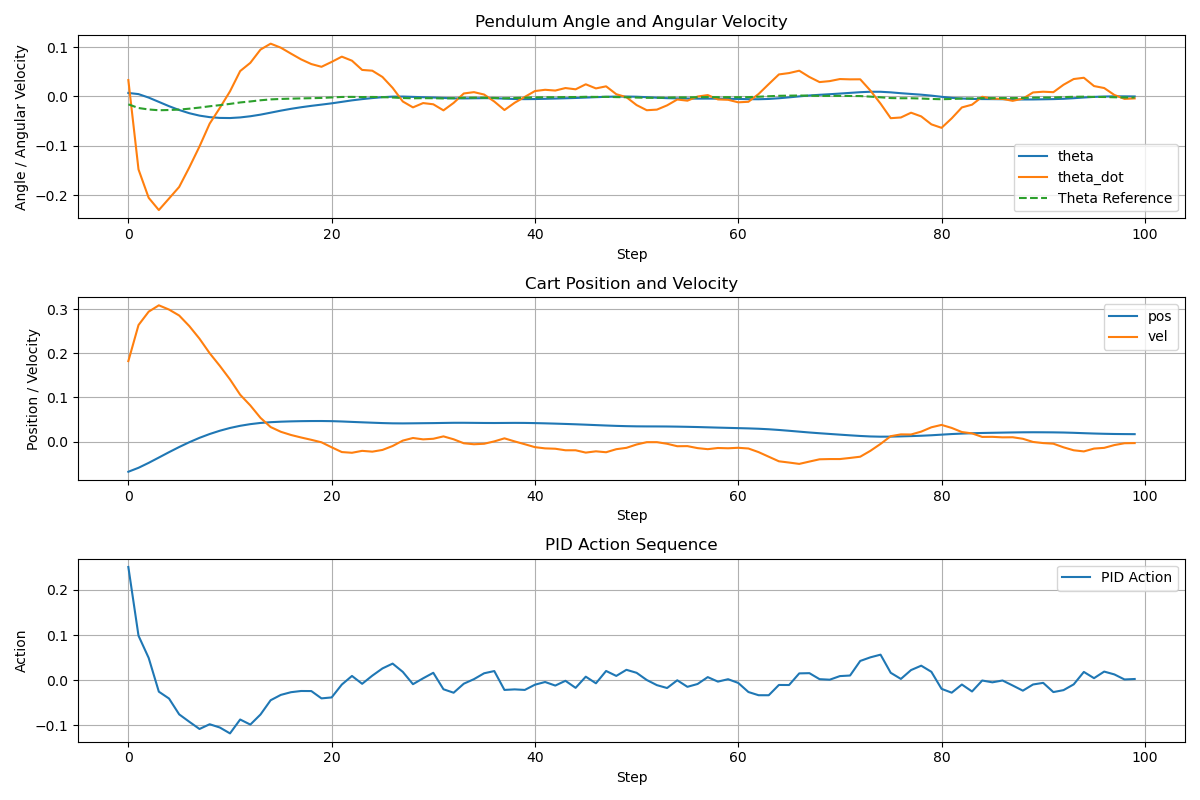 Pendulum Angle and Angular Velocity
Angle / Angular Velocity
0.1
0.0
−0.1
−0.2
theta
theta_dot
Theta Reference
0 20 40 60 80 100
Step
Cart Position and Velocity
Position / Velocity
0.3
0.2
0.1
0.0
pos
vel
0 20 40 60 80 100
Step
PID Action Sequence
Action
0.2
0.1
0.0
−0.1
PID Action
0 20 40 60 80 100
Step